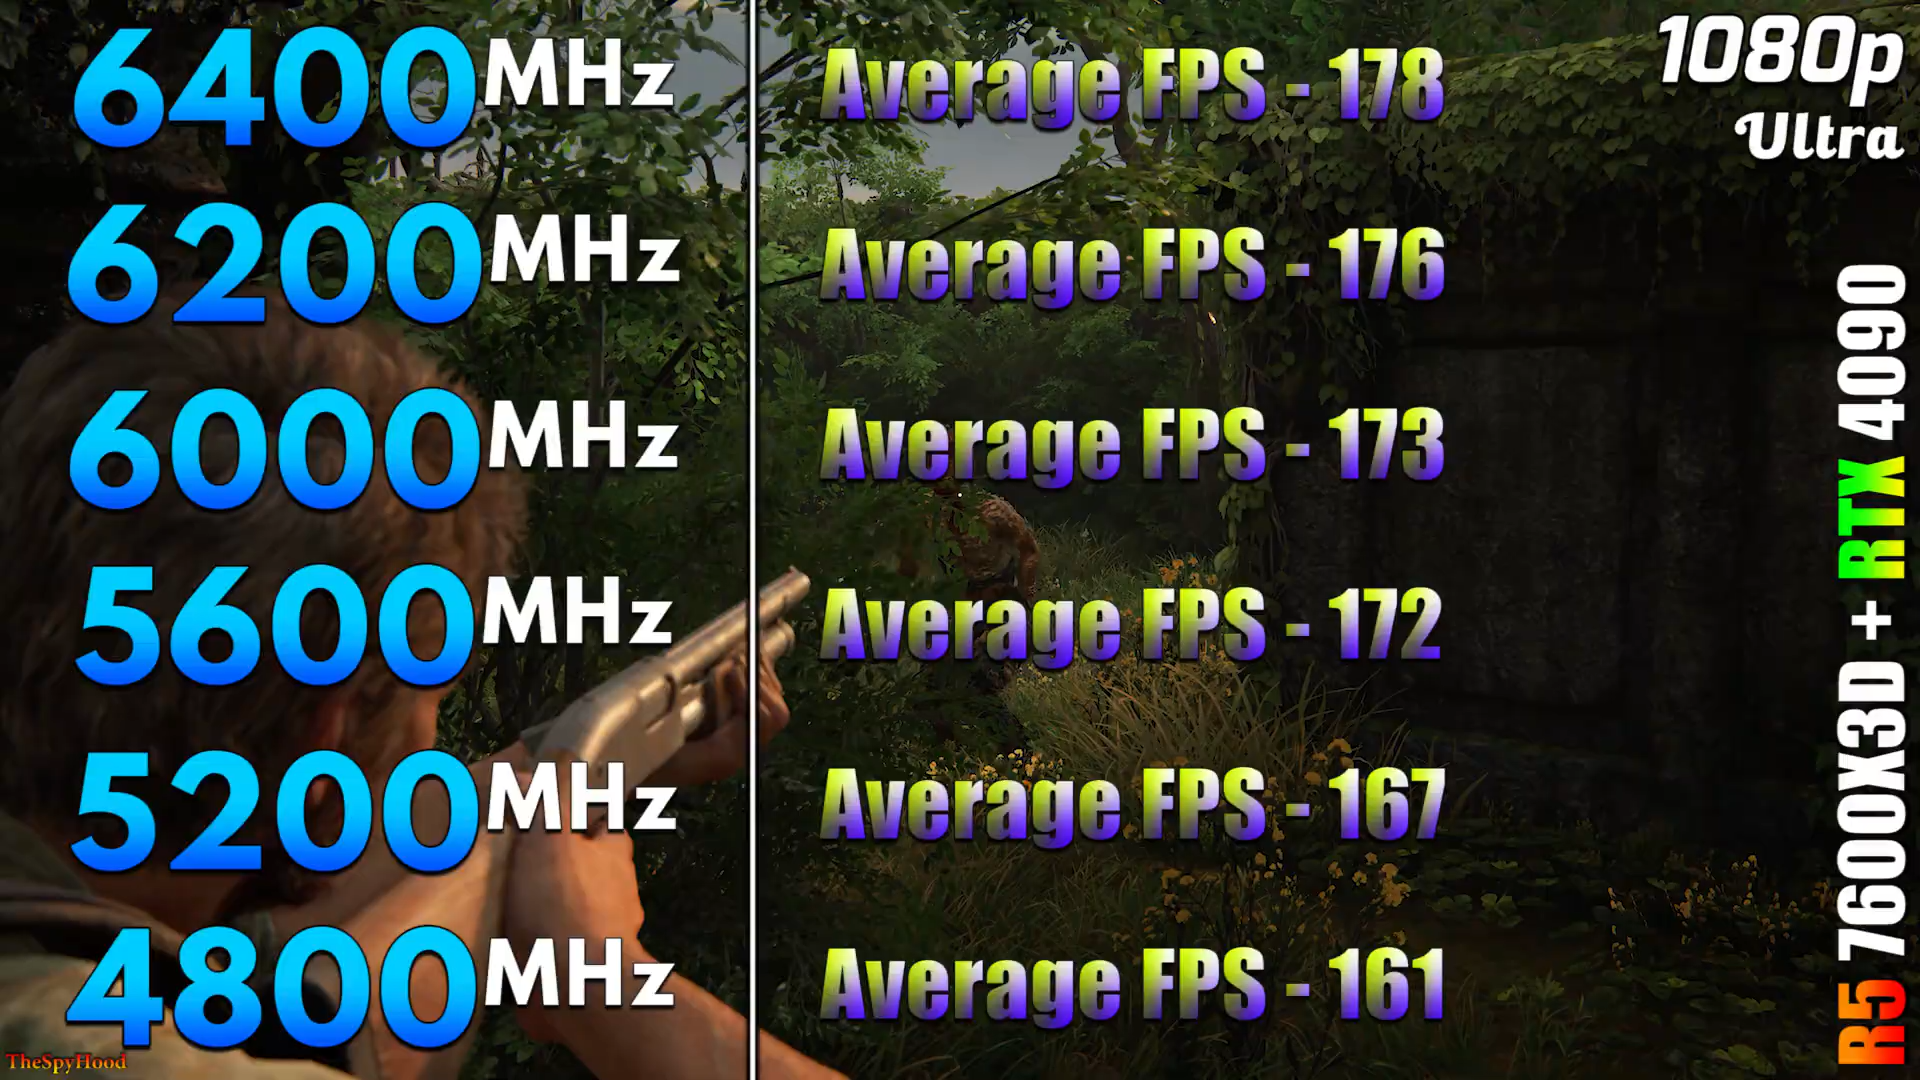 6400MHz Average FPS - 178
1080p
Ultra
6200MHz Average FPS - 176
6000MHz Average FPS - 173
5600MHz Average FPS - 172
5200MHz Average FPS - 167
4800MHz Average FPS - 161
R5 7600X3D + RTX 4090
TheSpyHood